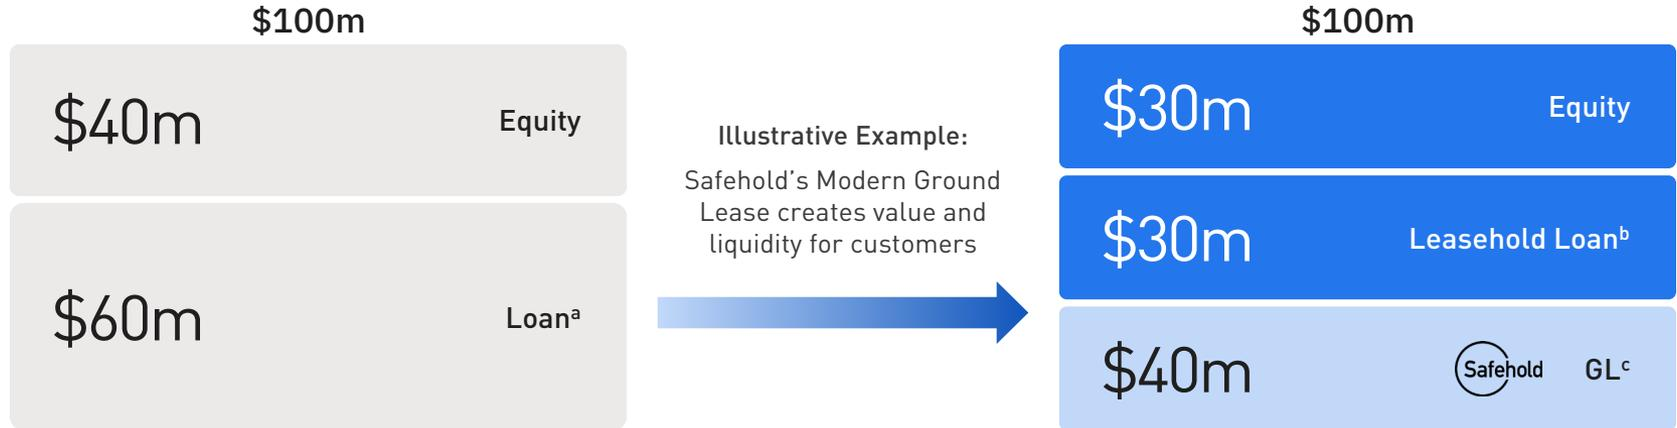 $100m
$40m Equity
$60m Loanᵃ
Illustrative Example:
Safehold’s Modern Ground
Lease creates value and
liquidity for customers
$100m
$30m Equity
$30m Leasehold Loanᵇ
$40m Safehold GLᶜ